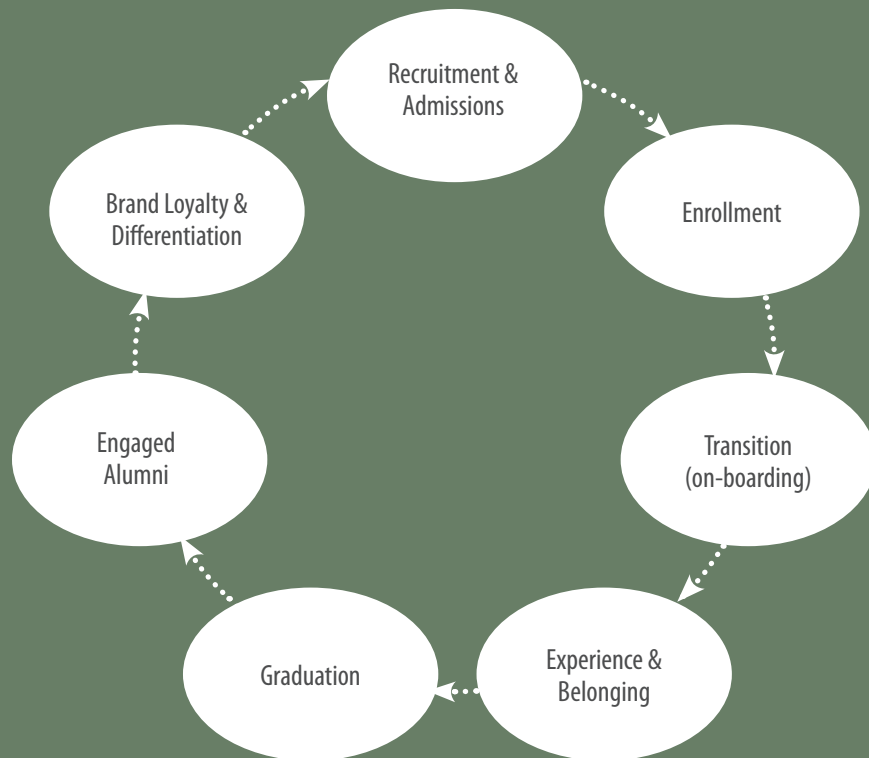 Recruitment &
Admissions
Enrollment
Transition
(on-boarding)
Experience &
Belonging
Graduation
Engaged
Alumni
Brand Loyalty &
Differentiation